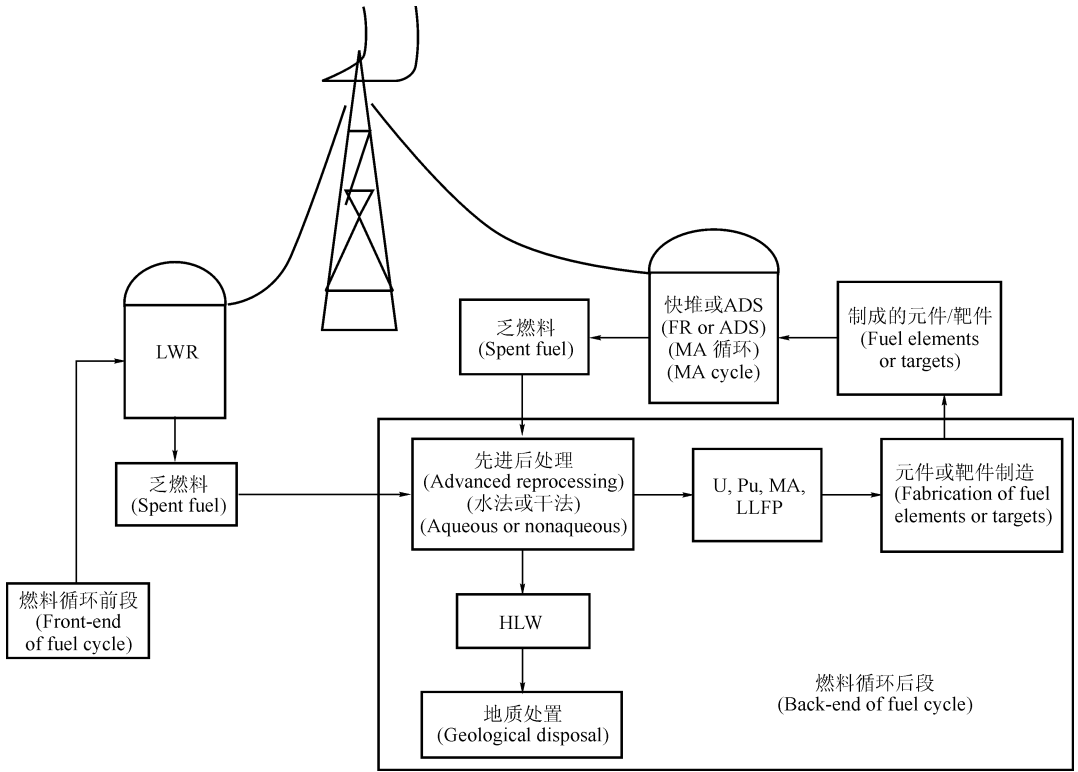 LWR
乏燃料
(Spent fuel)
燃料循环前段
(Front-end
of fuel cycle)
乏燃料
(Spent fuel)
快堆或ADS
(FR or ADS)
(MA 循环)
(MA cycle)
制成的元件/靶件
(Fuel elements
or targets)
先进后处理
(Advanced reprocessing)
(水法或干法)
(Aqueous or nonaqueous)
U, Pu, MA,
LLFP
元件或靶件制造
(Fabrication of fuel
elements or targets)
HLW
地质处置
(Geological disposal)
燃料循环后段
(Back-end of fuel cycle)